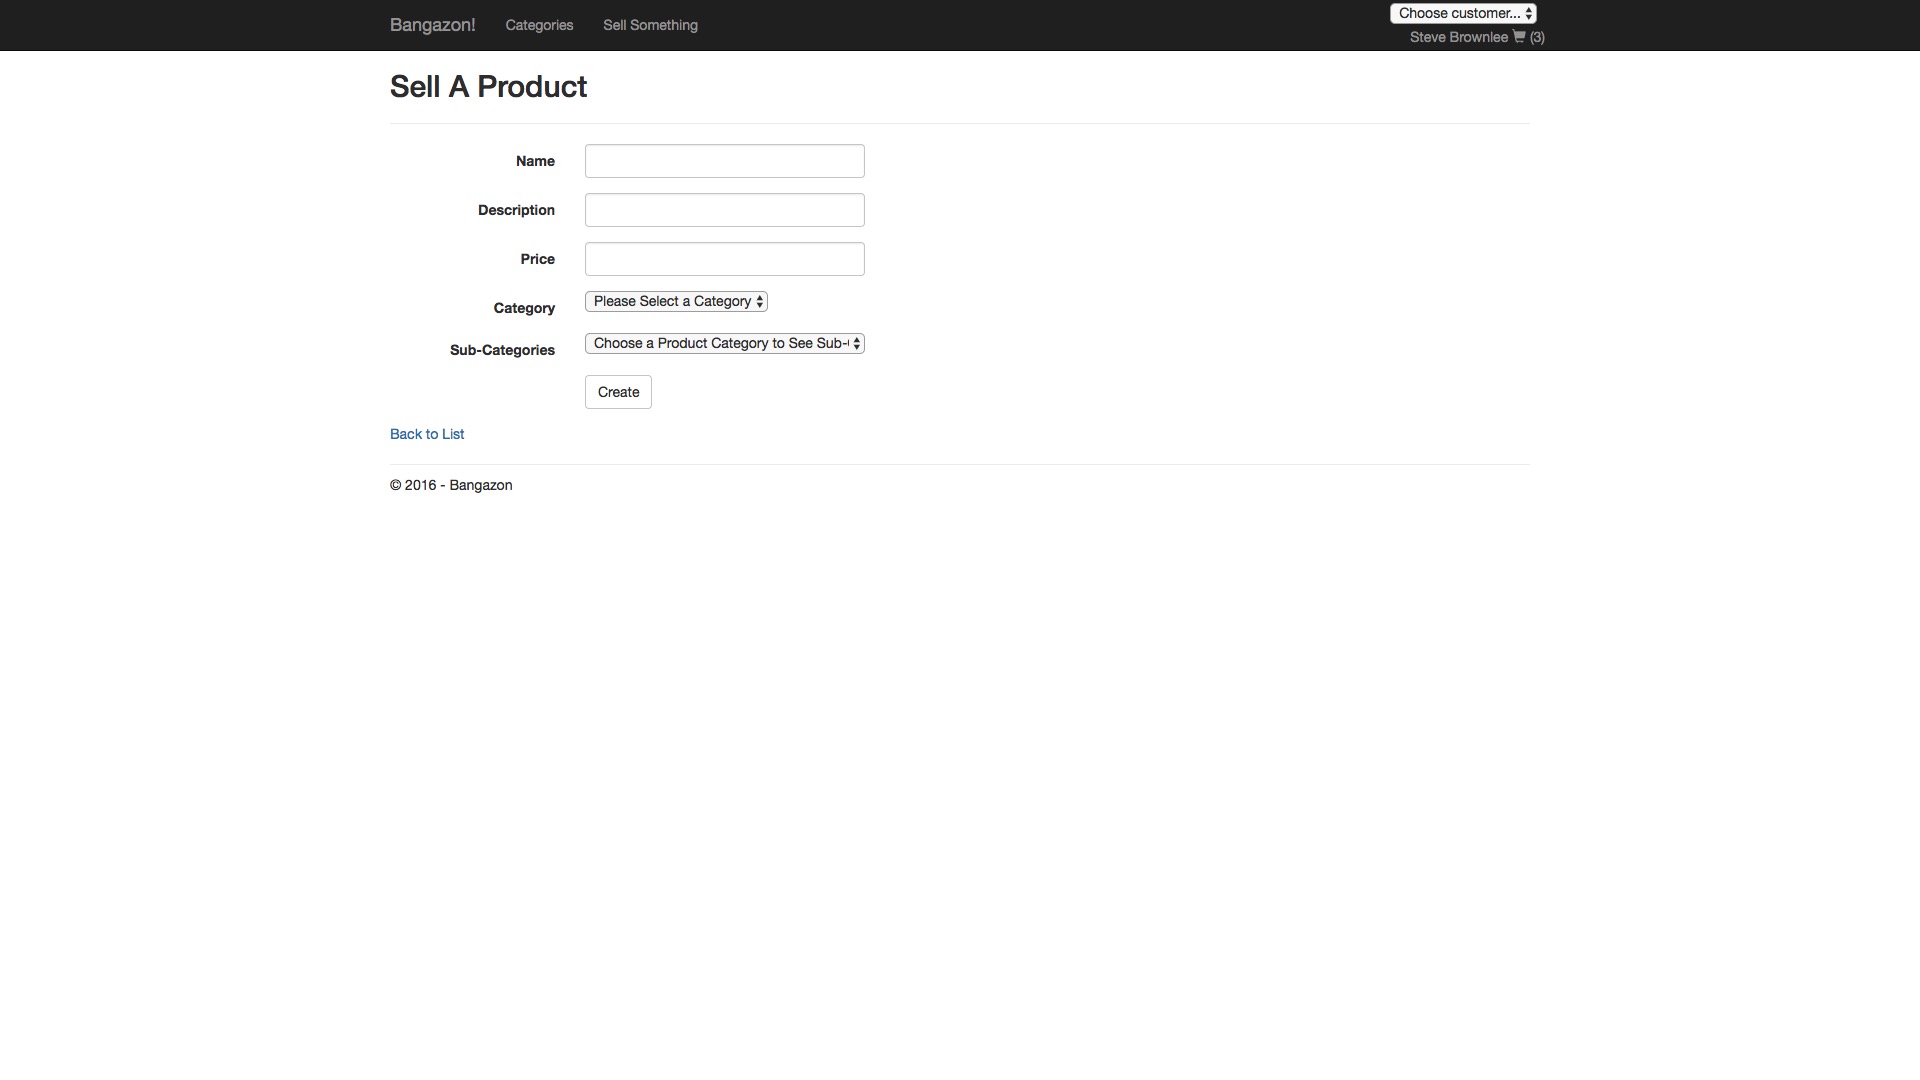 Bangazon! Categories Sell Something Choose customer...
Steve Brownlee (3)
Sell A Product
Name
Description
Price
Category Please Select a Category
Sub-Categories Choose a Product Category to See Sub-
Create
Back to List
© 2016 - Bangazon